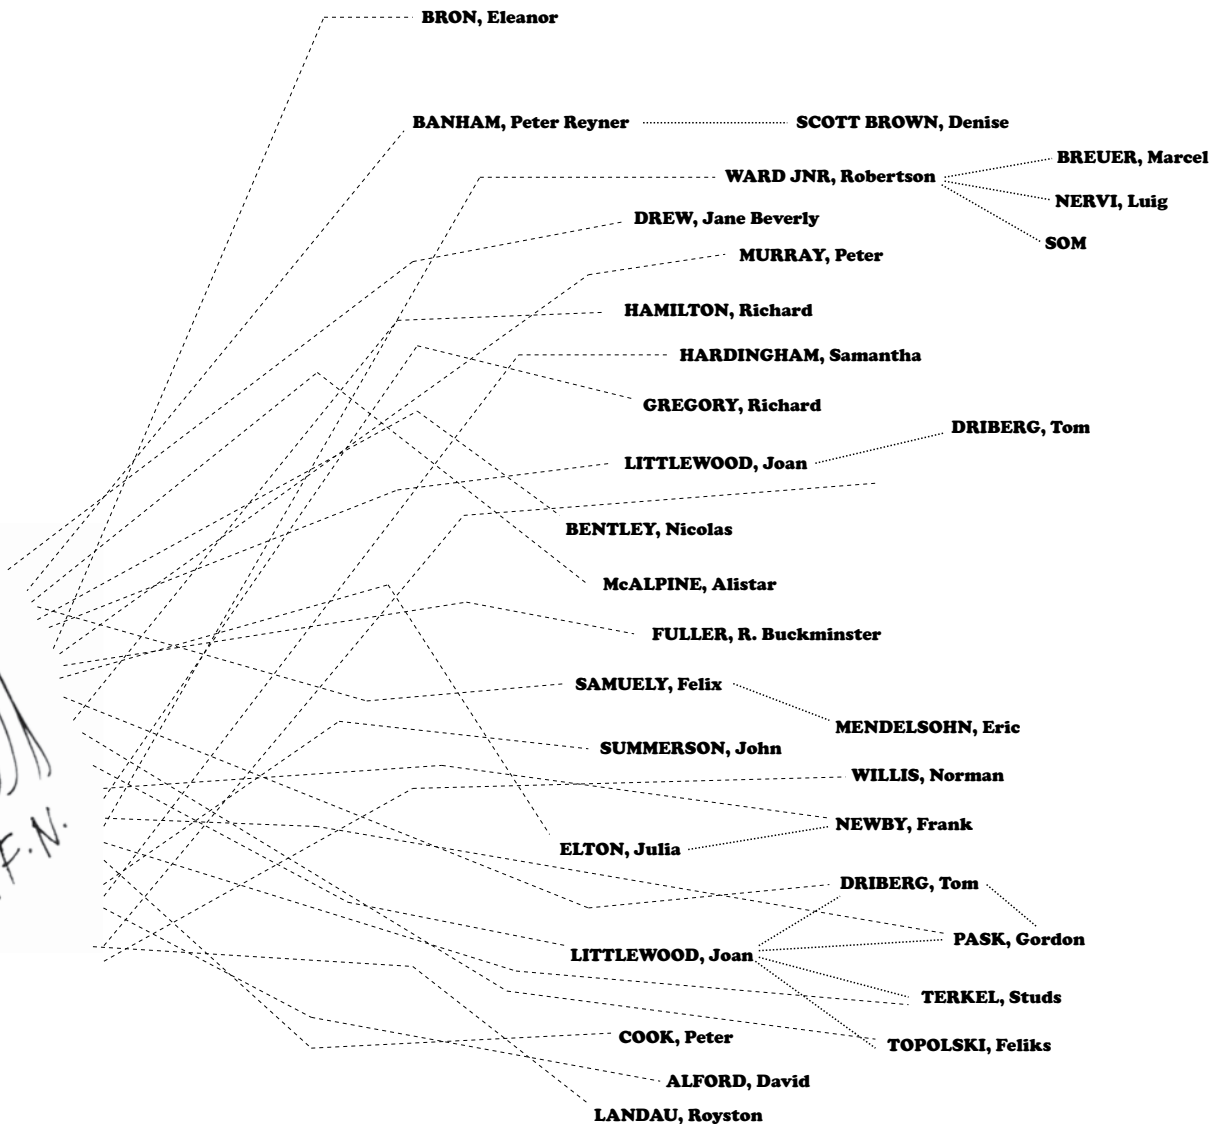 BRON, Eleanor
BANHAM, Peter Reyner
SCOTT BROWN, Denise
BREUER, Marcel
WARD JNR, Robertson
NERVI, Luig
DREW, Jane Beverly
SOM
MURRAY, Peter
HAMILTON, Richard
HARDINGHAM, Samantha
GREGORY, Richard
DRIBERG, Tom
LITTLEWOOD, Joan
BENTLEY, Nicolas
McALPINE, Alistar
FULLER, R. Buckminster
SAMUELY, Felix
MENDELSOHN, Eric
SUMMERSON, John
WILLIS, Norman
NEWBY, Frank
F.N.
ELTON, Julia
DRIBERG, Tom
PASK, Gordon
LITTLEWOOD, Joan
TERKEL, Studs
COOK, Peter
TOPOLSKI, Feliks
ALFORD, David
LANDAU, Royston